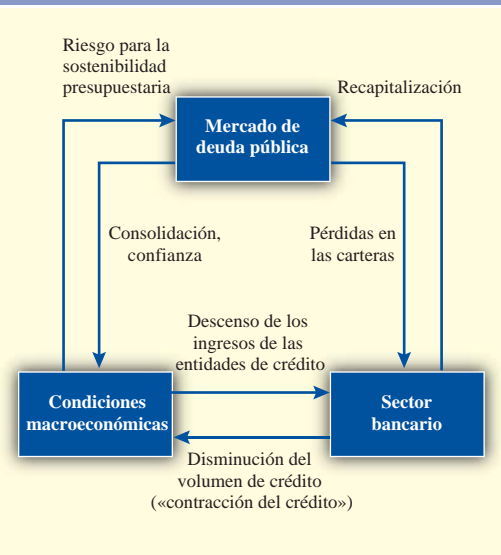 Riesgo para la
sostenibilidad
presupuestaria
Recapitalización
Mercado de
deuda pública
Consolidación,
confianza
Pérdidas en
las carteras
Descenso de los
ingresos de las
entidades de crédito
Condiciones
macroeconómicas
Sector
bancario
Disminución del
volumen de crédito
(«contracción del crédito»)